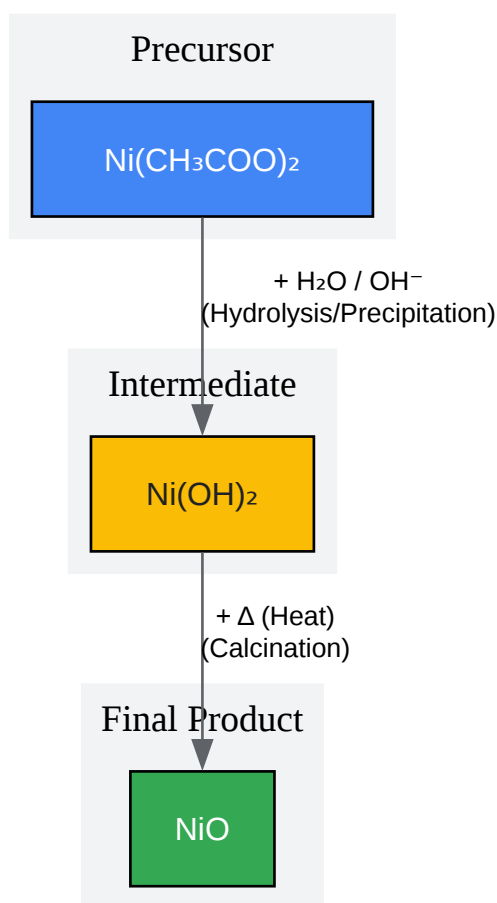 Precursor
Ni(CH₃COO)₂
+ H₂O / OH⁻
(Hydrolysis/Precipitation)
Intermediate
Ni(OH)₂
+ Δ (Heat)
(Calcination)
Final Product
NiO